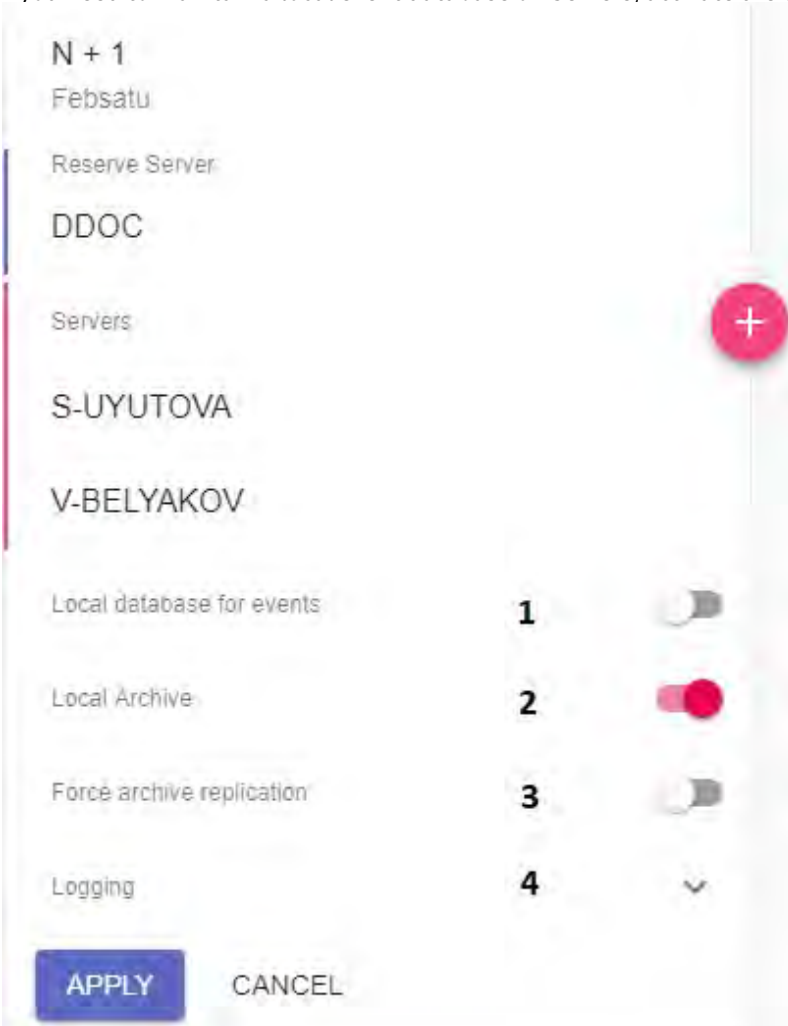 N + 1
Febsatu
Reserve Server
DDOC
Servers
+
S-UYUTOVA
V-BELYAKOV
Local database for events 1
Local Archive 2
Force archive replication 3
Logging 4
APPLY CANCEL